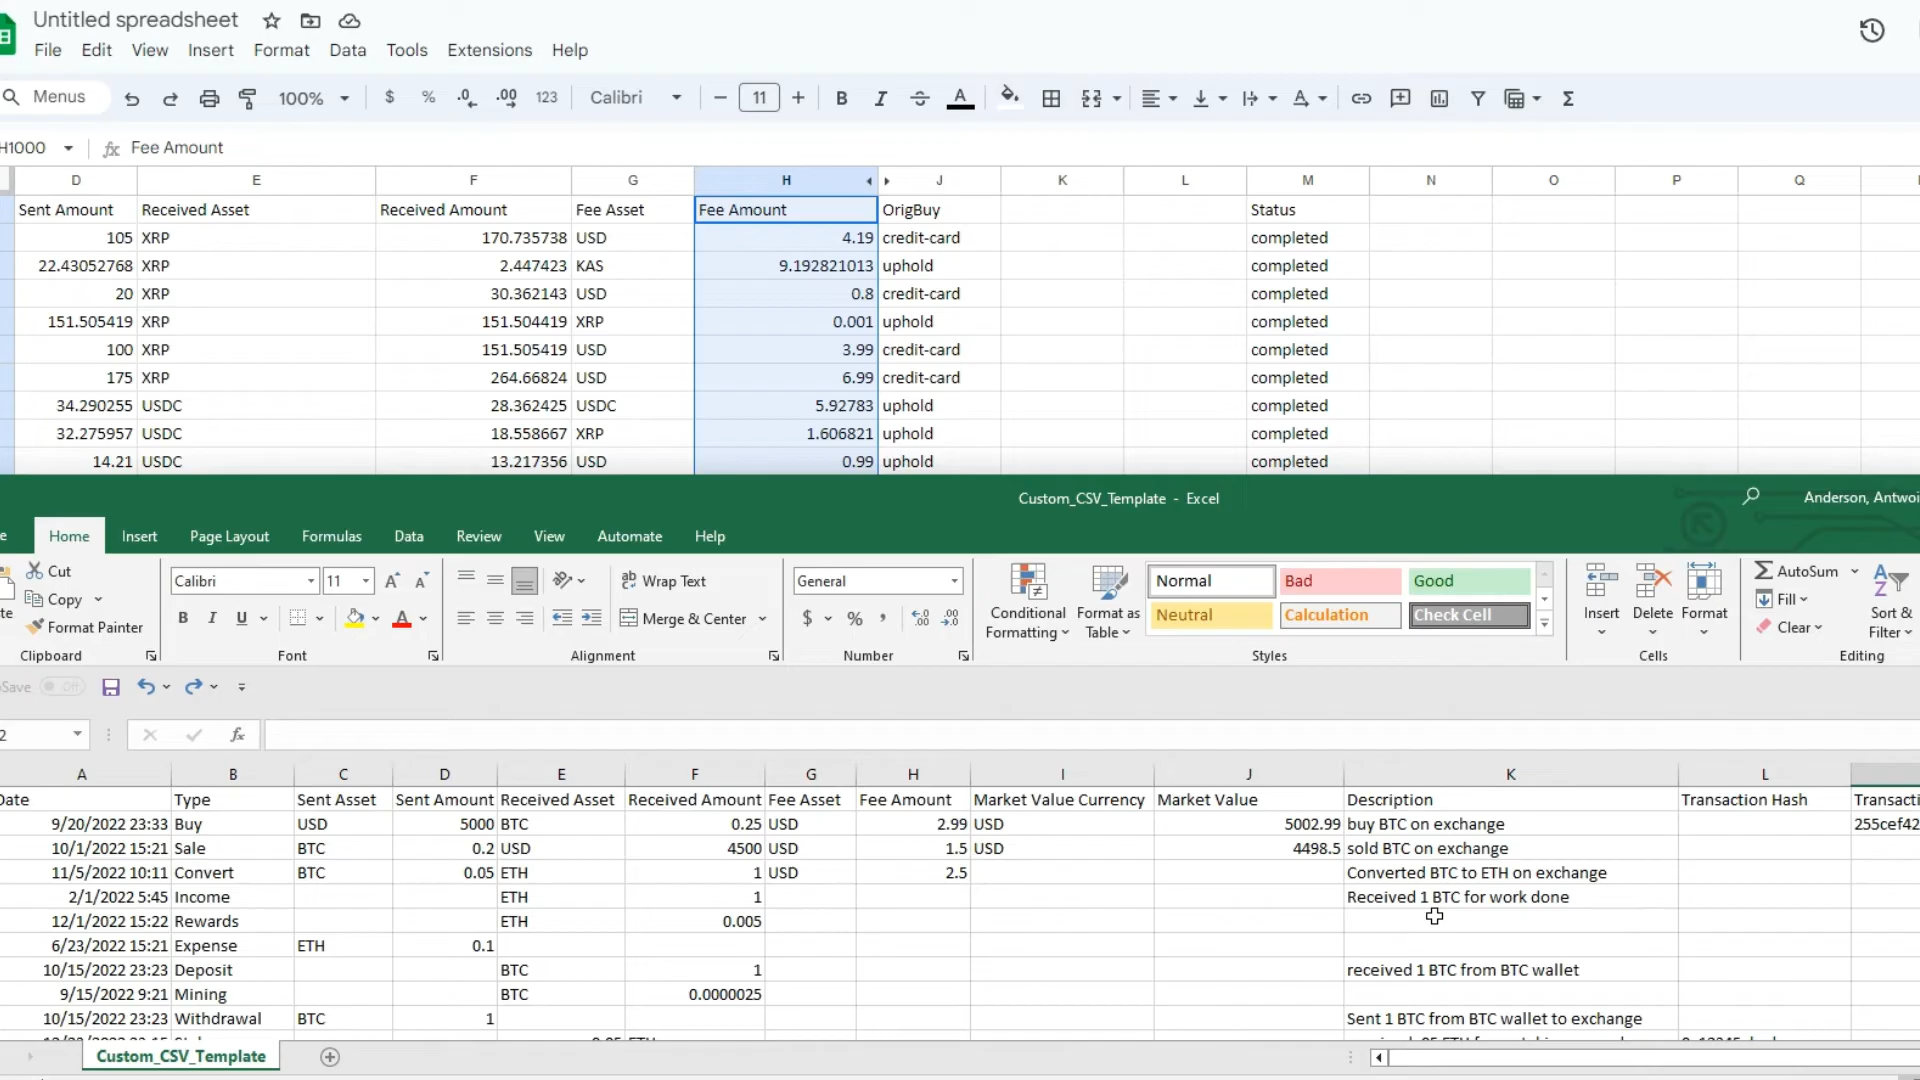 Untitled spreadsheet
File Edit View Insert Format Data Tools Extensions Help
Menus 100% $ % .0 .00 123 Calibri 11 B I A
H1000 fx Fee Amount
D E F G H J K L M N O P Q
Sent Amount Received Asset Received Amount Fee Asset Fee Amount OrigBuy Status
105 XRP 170.735738 USD 4.19 credit-card completed
22.43052768 XRP 2.447423 KAS 9.192821013 uphold completed
20 XRP 30.362143 USD 0.8 credit-card completed
151.505419 XRP 151.504419 XRP 0.001 uphold completed
100 XRP 151.505419 USD 3.99 credit-card completed
175 XRP 264.66824 USD 6.99 credit-card completed
34.290255 USDC 28.362425 USDC 5.92783 uphold completed
32.275957 USDC 18.558667 XRP 1.606821 uphold completed
14.21 USDC 13.217356 USD 0.99 uphold completed
Custom_CSV_Template - Excel Anderson, Antwoi
e Home Insert Page Layout Formulas Data Review View Automate Help
Cut Calibri 11 A A ab Wrap Text General Normal Bad Good AutoSum
Copy Conditional Format as Insert Delete Format Fill Sort &
te Format Painter B I U A Merge & Center $ % , Formatting Table Neutral Calculation Check Cell Clear Filter
Clipboard Font Alignment Number Styles Cells Editing
Save Off
2 fx
A B C D E F G H I J K L
Date Type Sent Asset Sent Amount Received Asset Received Amount Fee Asset Fee Amount Market Value Currency Market Value Description Transaction Hash Transacti
9/20/2022 23:33 Buy USD 5000 BTC 0.25 USD 2.99 USD 5002.99 buy BTC on exchange 255cef42
10/1/2022 15:21 Sale BTC 0.2 USD 4500 USD 1.5 USD 4498.5 sold BTC on exchange
11/5/2022 10:11 Convert BTC 0.05 ETH 1 USD 2.5 Converted BTC to ETH on exchange
2/1/2022 5:45 Income ETH 1 Received 1 BTC for work done
12/1/2022 15:22 Rewards ETH 0.005
6/23/2022 15:21 Expense ETH 0.1
10/15/2022 23:23 Deposit BTC 1 received 1 BTC from BTC wallet
9/15/2022 9:21 Mining BTC 0.0000025
10/15/2022 23:23 Withdrawal BTC 1 Sent 1 BTC from BTC wallet to exchange
Custom_CSV_Template